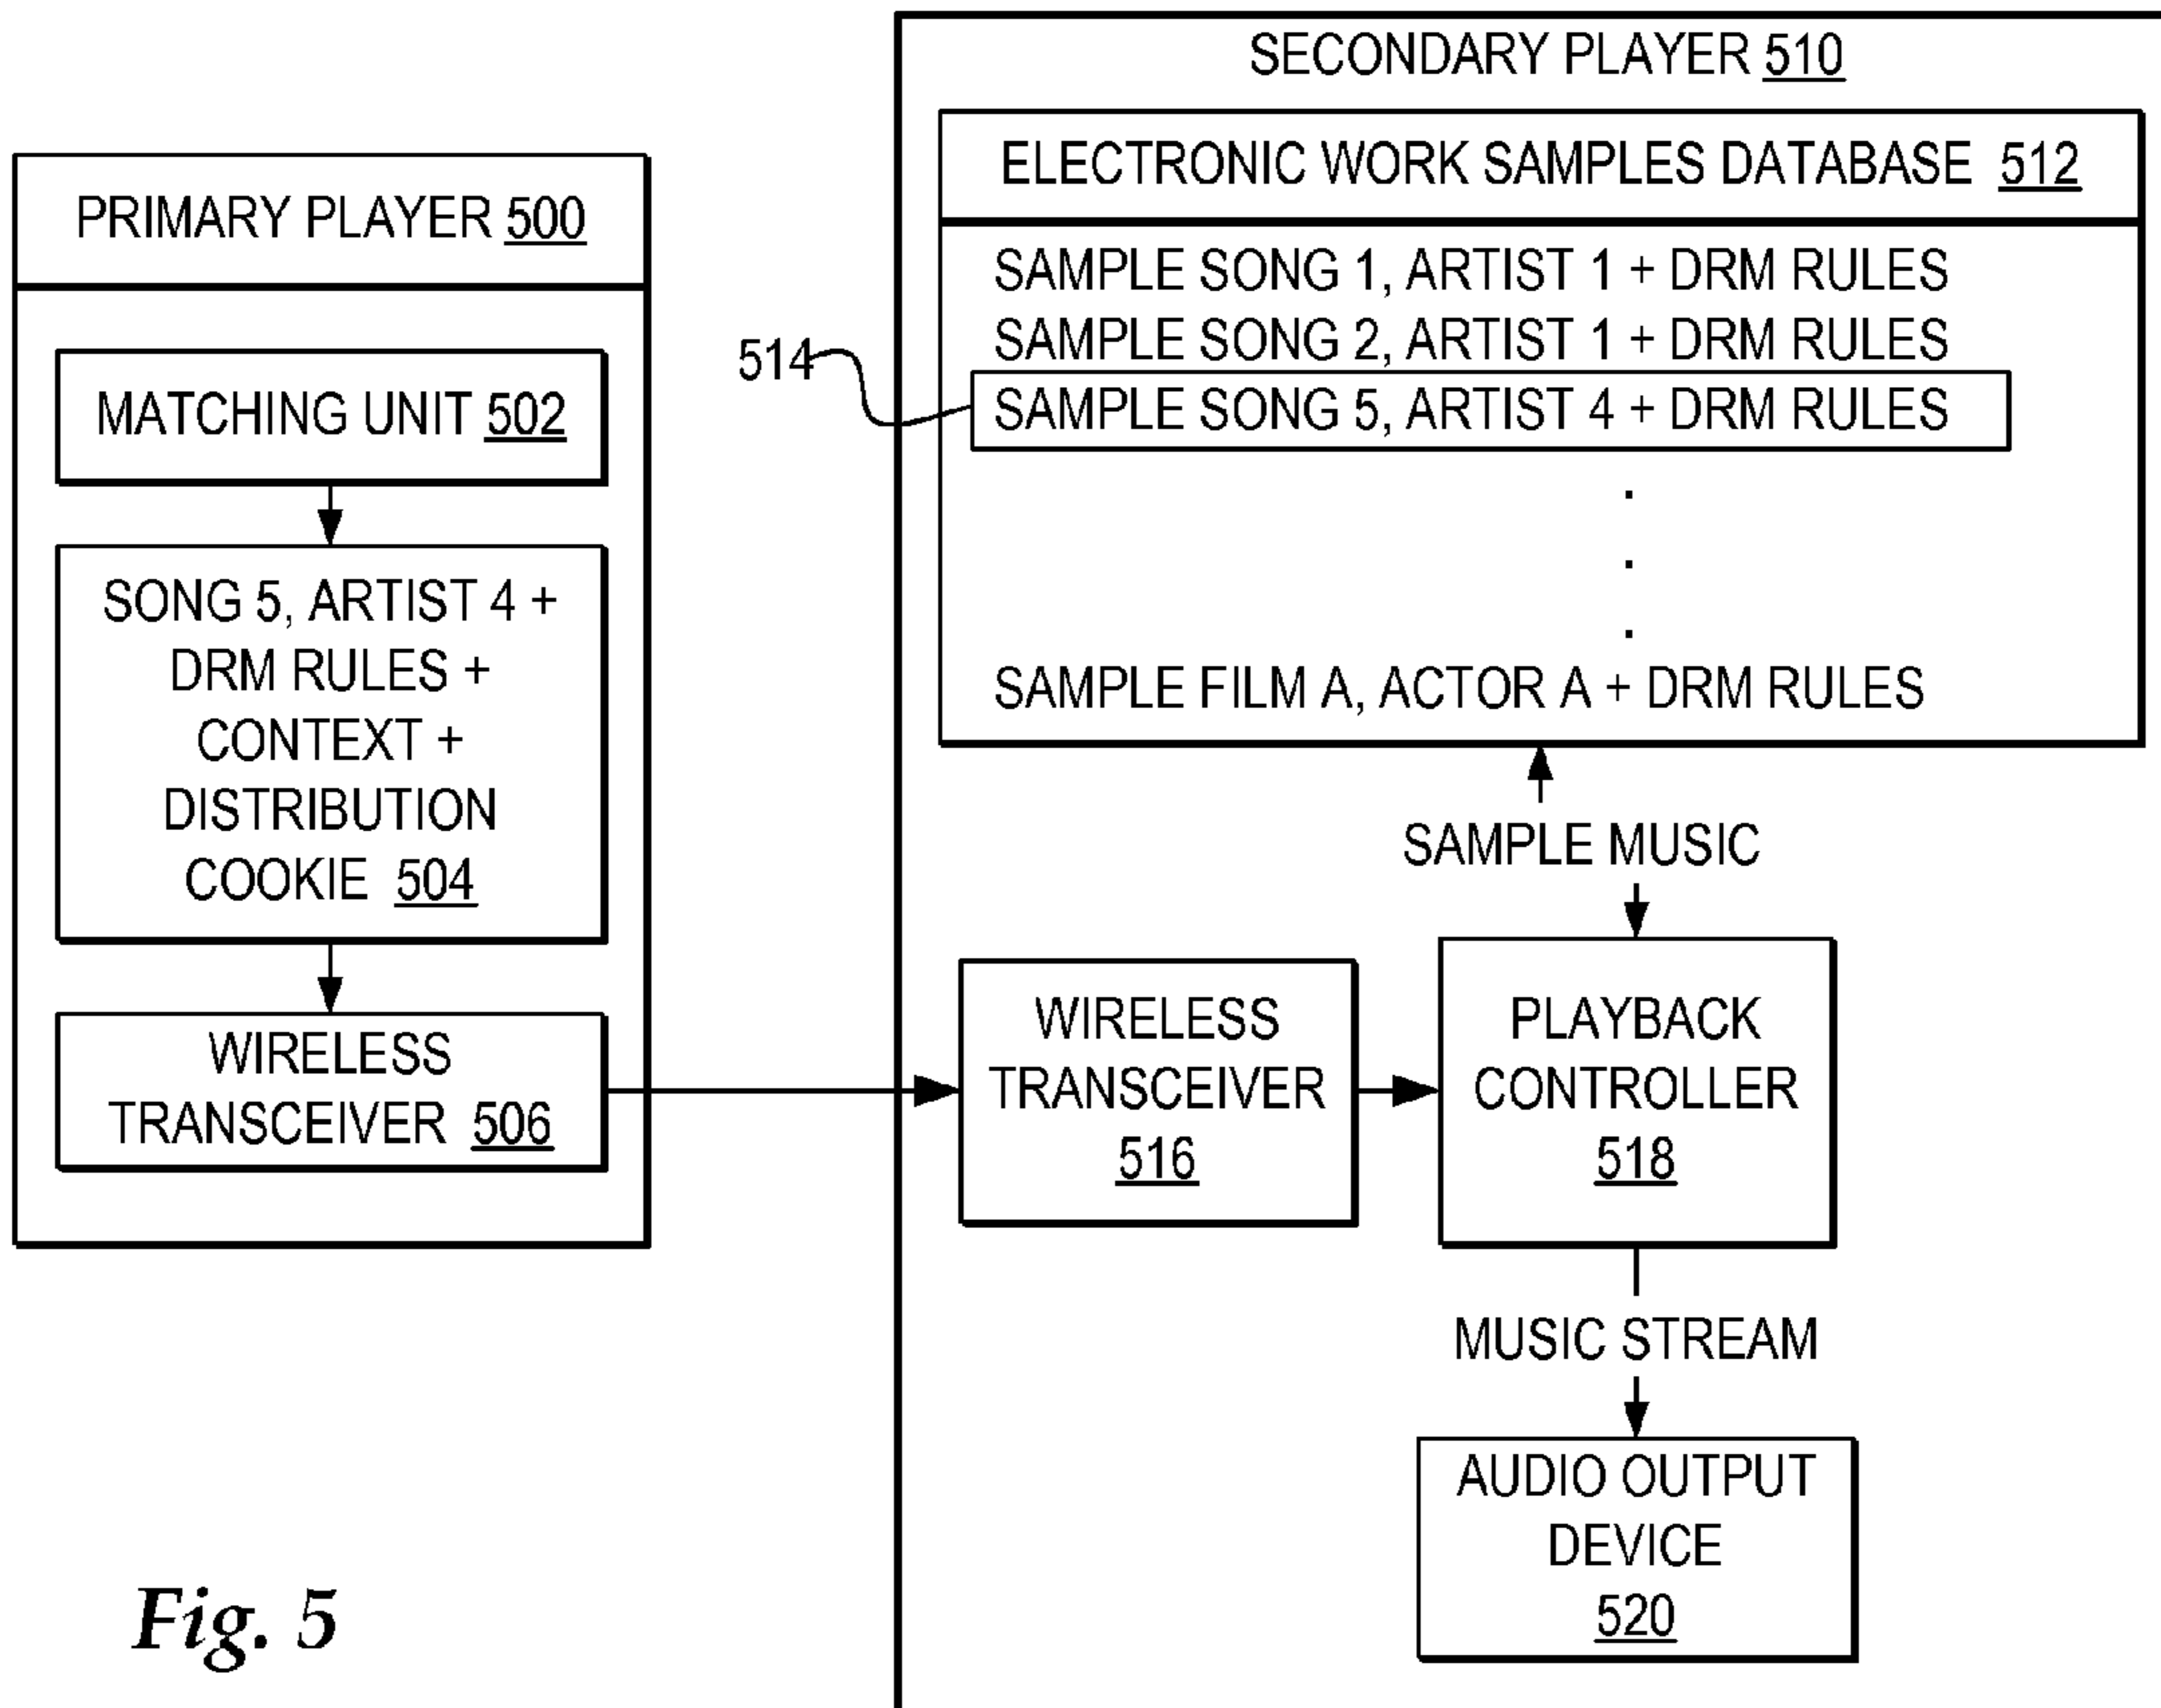 PRIMARY PLAYER 500
MATCHING UNIT 502
SONG 5, ARTIST 4 +
DRM RULES +
CONTEXT +
DISTRIBUTION
COOKIE 504
WIRELESS
TRANSCEIVER 506
SECONDARY PLAYER 510
ELECTRONIC WORK SAMPLES DATABASE 512
SAMPLE SONG 1, ARTIST 1 + DRM RULES
SAMPLE SONG 2, ARTIST 1 + DRM RULES
514
SAMPLE SONG 5, ARTIST 4 + DRM RULES
.
.
.
SAMPLE FILM A, ACTOR A + DRM RULES
SAMPLE MUSIC
WIRELESS
TRANSCEIVER
516
PLAYBACK
CONTROLLER
518
MUSIC STREAM
AUDIO OUTPUT
DEVICE
520
Fig. 5